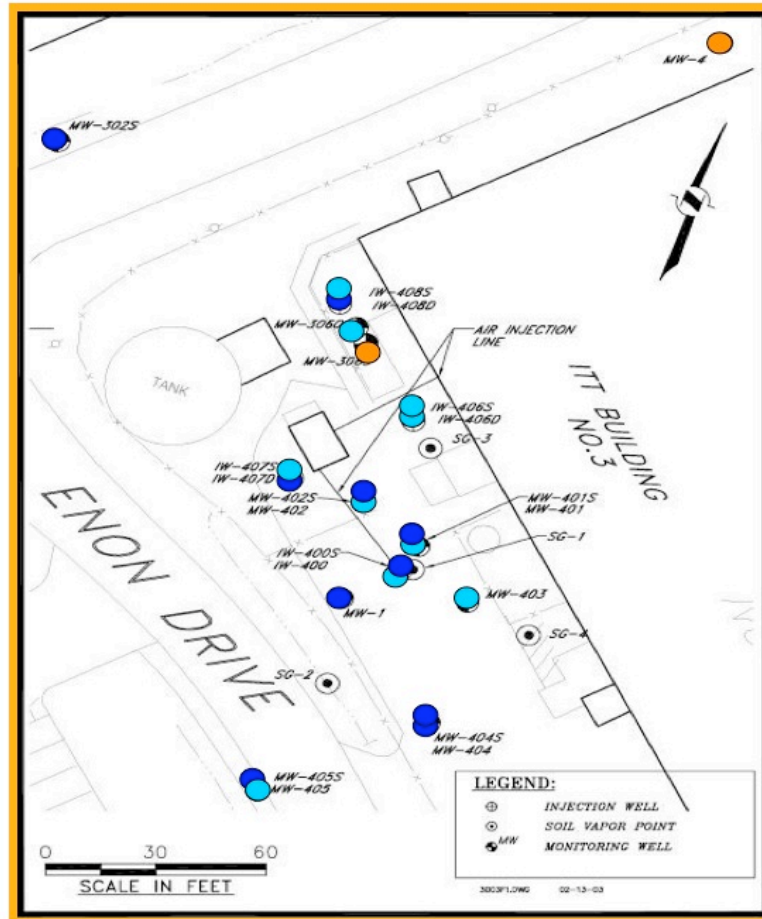 MW-4
MW-302S
IW-408S
IW-408D
MW-306D
MW-306
AIR INJECTION
LINE
TANK
ITT BUILDING
NO.3
IW-406S
IW-406D
SG-3
IW-407S
IW-407D
MW-402S
MW-402
MW-401S
MW-401
SG-1
IW-400S
IW-400
MW-403
MW-1
ENON DRIVE
SG-4
SG-2
MW-404S
MW-404
MW-405S
MW-405
LEGEND:
INJECTION WELL
SOIL VAPOR POINT
MW MONITORING WELL
0 30 60
SCALE IN FEET
3003F1.DWG 02-13-03